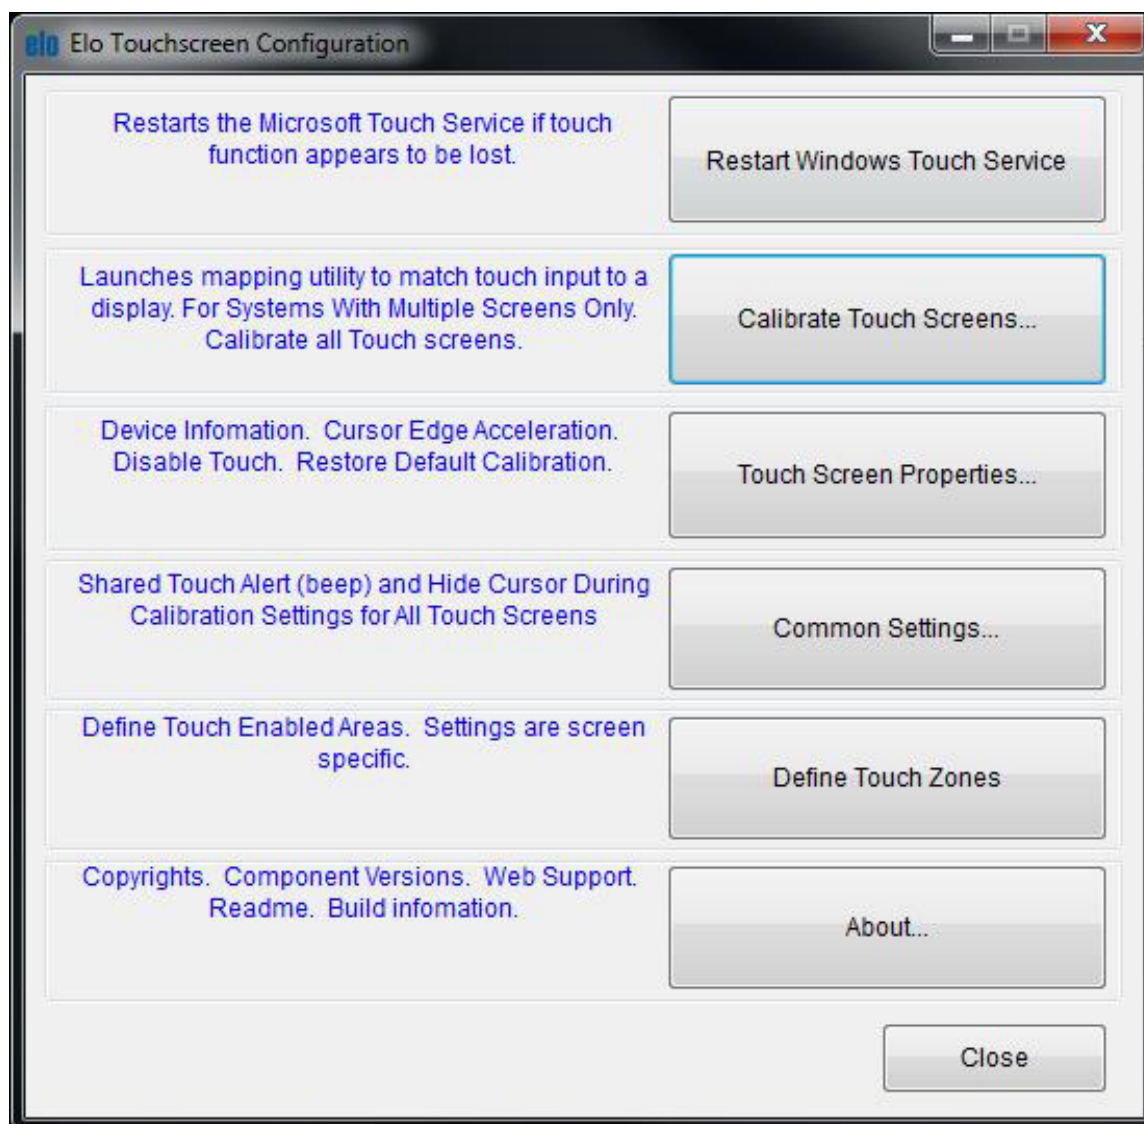 elo Elo Touchscreen Configuration
Restarts the Microsoft Touch Service if touch
function appears to be lost.
Restart Windows Touch Service
Launches mapping utility to match touch input to a
display. For Systems With Multiple Screens Only.
Calibrate all Touch screens.
Calibrate Touch Screens...
Device Infomation.  Cursor Edge Acceleration.
Disable Touch.  Restore Default Calibration.
Touch Screen Properties...
Shared Touch Alert (beep) and Hide Cursor During
Calibration Settings for All Touch Screens
Common Settings...
Define Touch Enabled Areas.  Settings are screen
specific.
Define Touch Zones
Copyrights.  Component Versions.  Web Support.
Readme.  Build infomation.
About...
Close